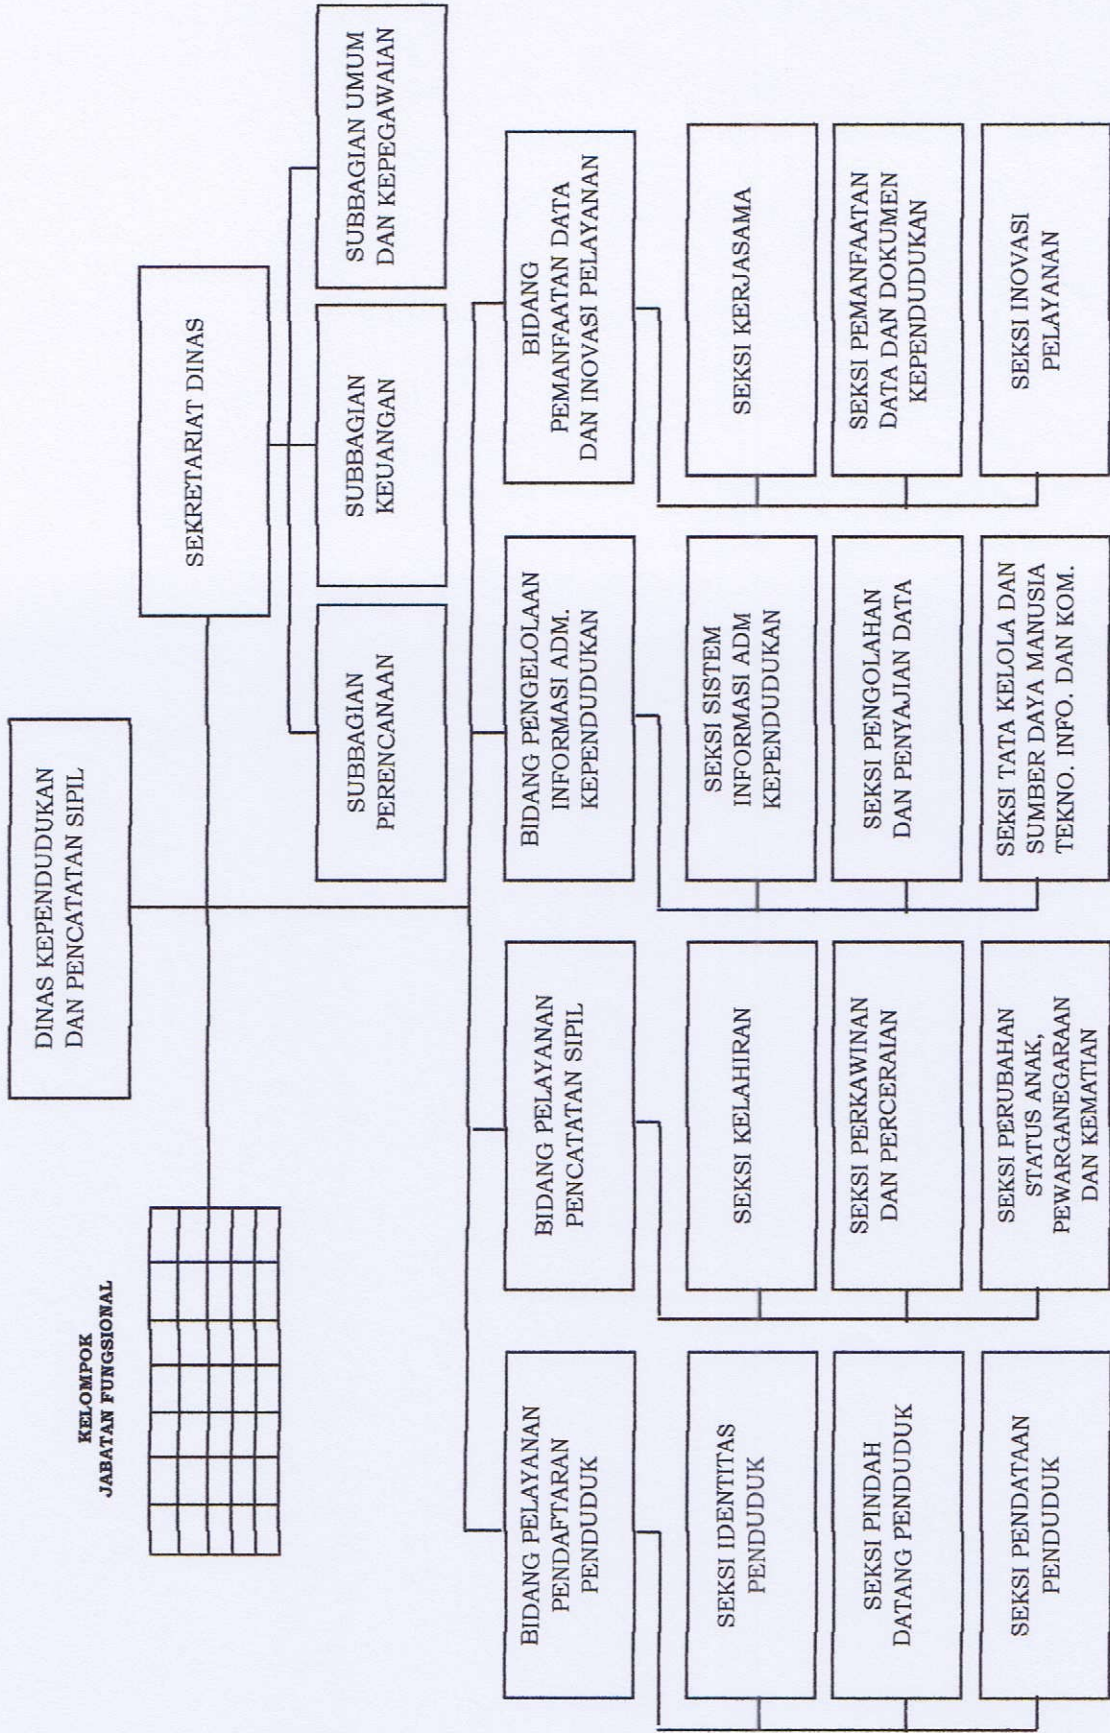 DINAS KEPENDUDUKAN
DAN PENCATATAN SIPIL
KELOMPOK
JABATAN FUNGSIONAL
SEKRETARIAT DINAS
SUBBAGIAN
PERENCANAAN
SUBBAGIAN
KEUANGAN
SUBBAGIAN UMUM
DAN KEPEGAWAIAN
BIDANG PELAYANAN
PENDAFTARAN
PENDUDUK
BIDANG PELAYANAN
PENCATATAN SIPIL
BIDANG PENGELOLAAN
INFORMASI ADM.
KEPENDUDUKAN
BIDANG
PEMANFAATAN DATA
DAN INOVASI PELAYANAN
SEKSI IDENTITAS
PENDUDUK
SEKSI KELAHIRAN
SEKSI SISTEM
INFORMASI ADM
KEPENDUDUKAN
SEKSI KERJASAMA
SEKSI PINDAH
DATANG PENDUDUK
SEKSI PERKAWINAN
DAN PERCERAIAN
SEKSI PENGOLAHAN
DAN PENYAJIAN DATA
SEKSI PEMANFAATAN
DATA DAN DOKUMEN
KEPENDUDUKAN
SEKSI PENDATAAN
PENDUDUK
SEKSI PERUBAHAN
STATUS ANAK,
PEWARGANEGARAAN
DAN KEMATIAN
SEKSI TATA KELOLA DAN
SUMBER DAYA MANUSIA
TEKNO. INFO. DAN KOM.
SEKSI INOVASI
PELAYANAN